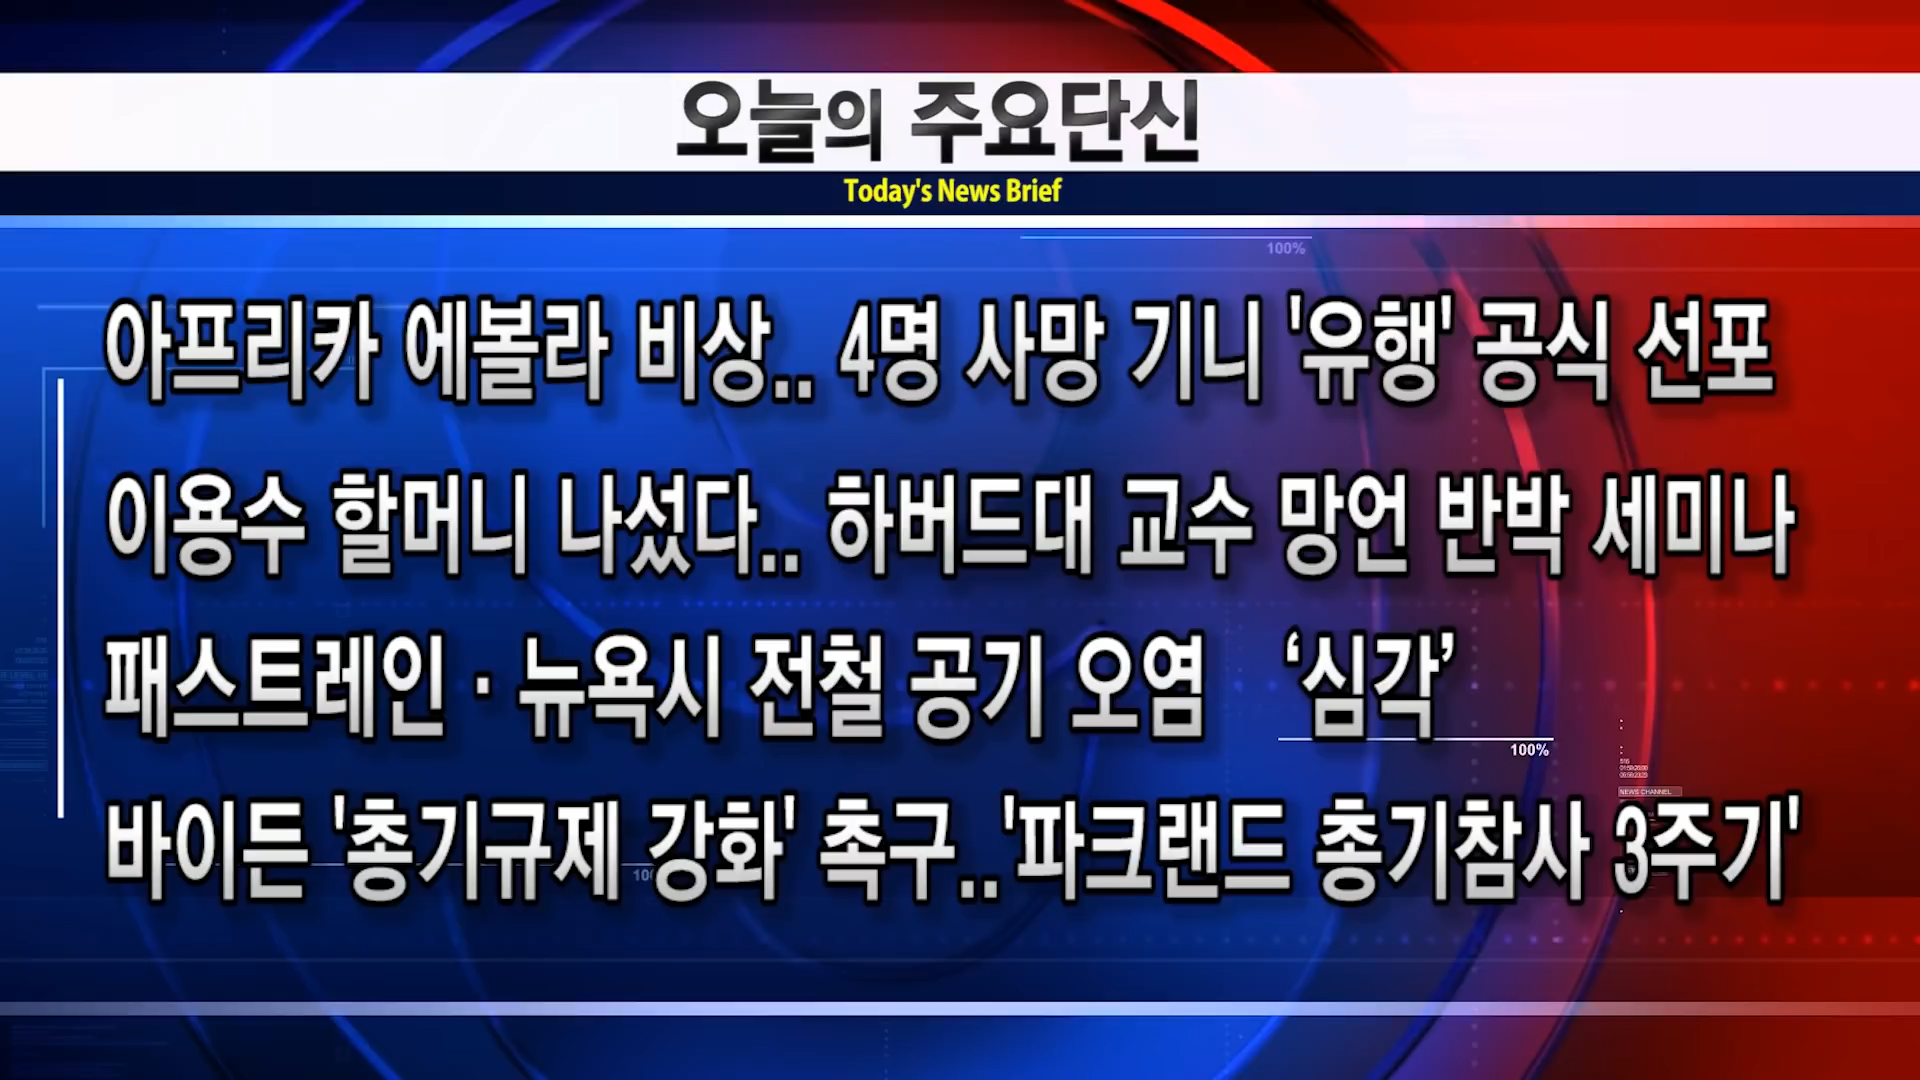 오늘의 주요단신
Today's News Brief
100%
아프리카 에볼라 비상.. 4명 사망 기니 '유행' 공식 선포
이용수 할머니 나섰다.. 하버드대 교수 망언 반박 세미나
패스트레인 · 뉴욕시 전철 공기 오염 ‘심각’
100%
NEWS CHANNEL
바이든 '총기규제 강화' 촉구..'파크랜드 총기참사 3주기'